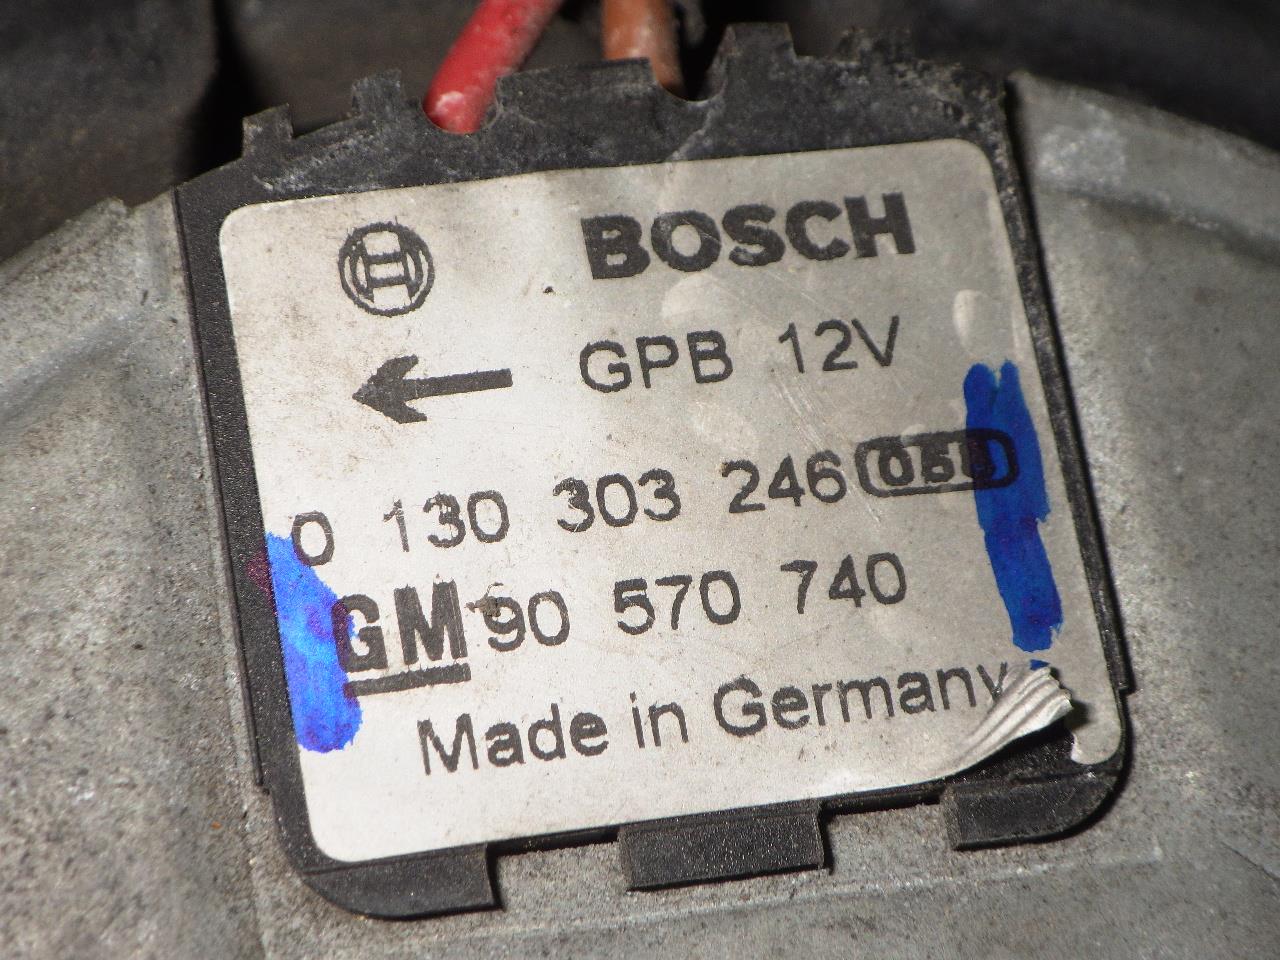 BOSCH
GPB 12V
0 130 303 246
GM 90 570 740
Made in Germany